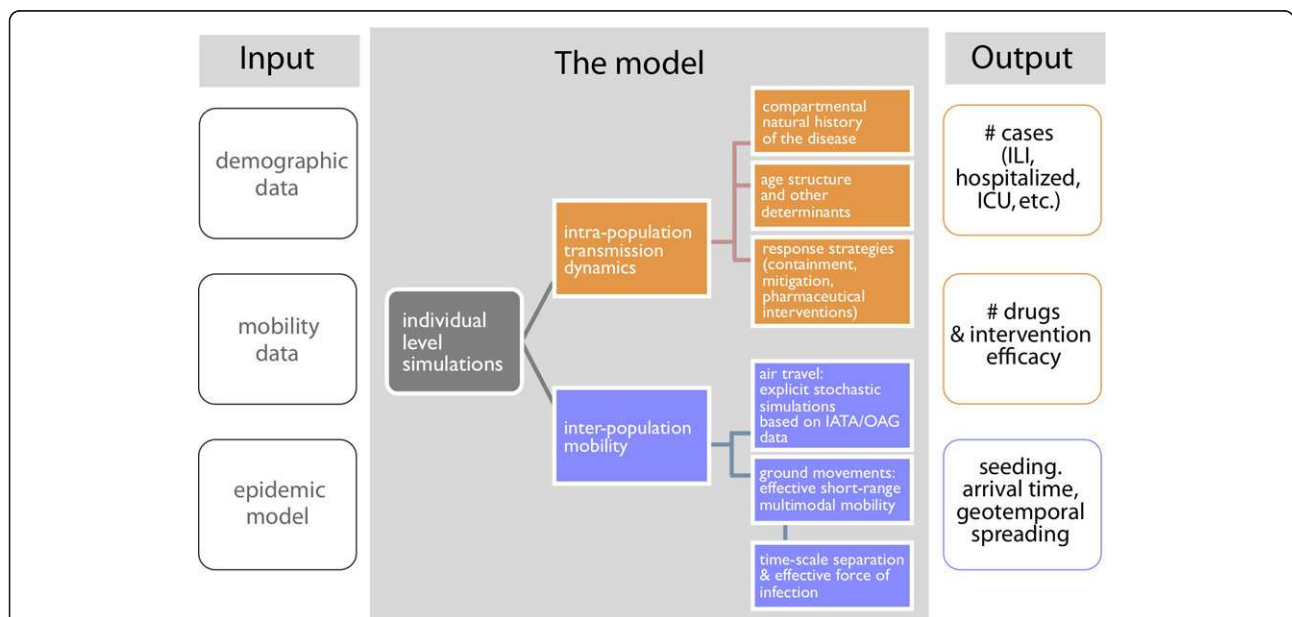 Input
demographic
data
mobility
data
epidemic
model
The model
individual
level
simulations
intra-population
transmission
dynamics
compartmental
natural history
of the disease
age structure
and other
determinants
response strategies
(containment,
mitigation,
pharmaceutical
interventions)
inter-population
mobility
air travel:
explicit stochastic
simulations
based on IATA/OAG
data
ground movements:
effective short-range
multimodal mobility
time-scale separation
& effective force of
infection
Output
# cases
(ILI,
hospitalized,
ICU, etc.)
# drugs
& intervention
efficacy
seeding.
arrival time,
geotemporal
spreading